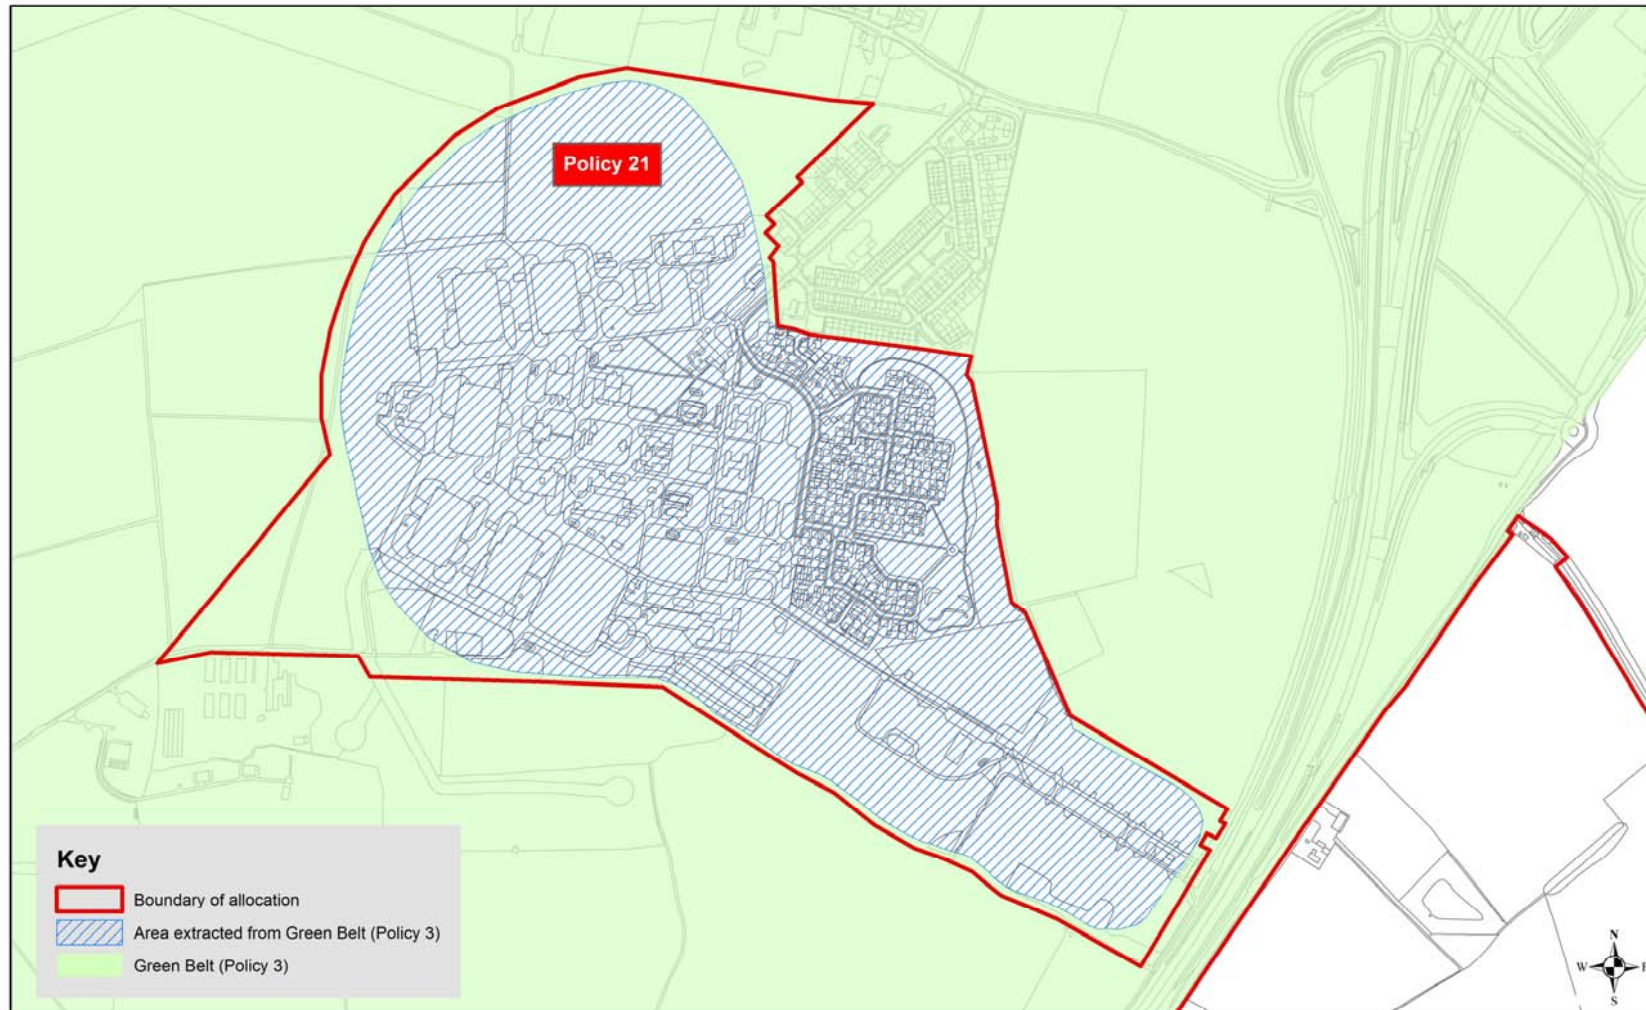 Policy 21
Key
Boundary of allocation
Area extracted from Green Belt (Policy 3)
Green Belt (Policy 3)
N
W E
S